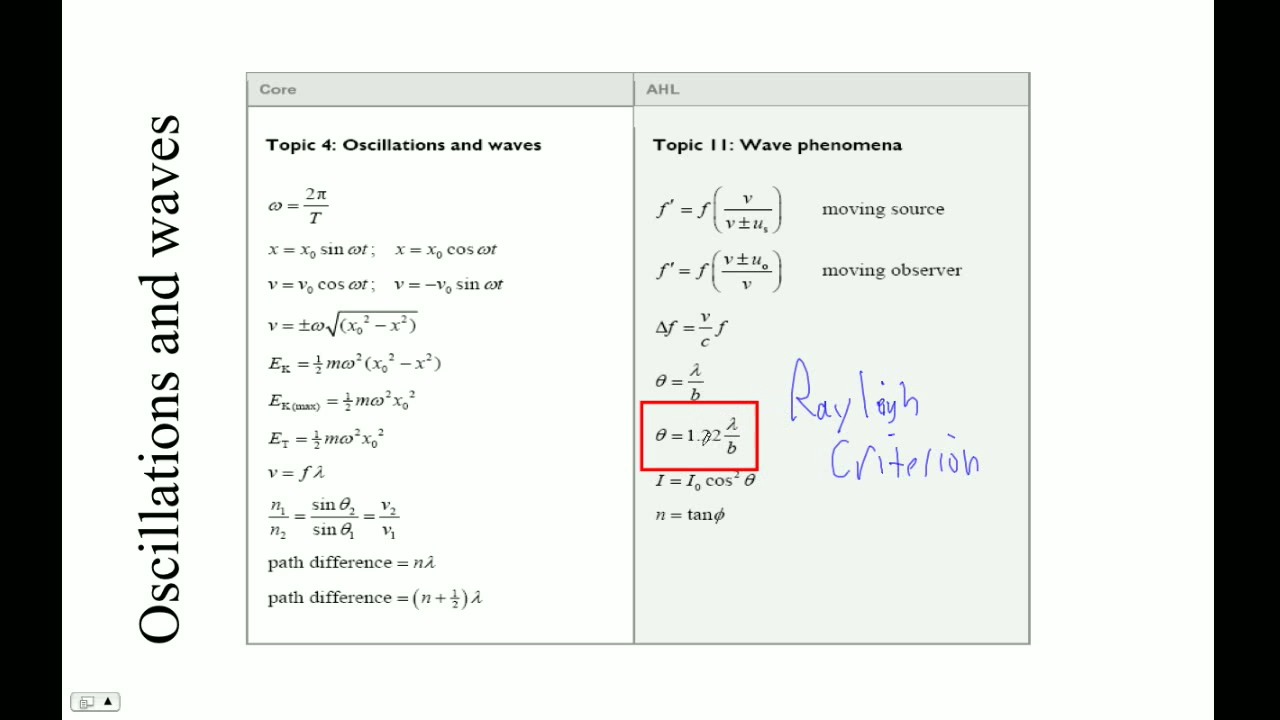 Oscillations and waves
Core
Topic 4: Oscillations and waves
ω = 2π/T
x = x₀ sin ωt ; x = x₀ cos ωt
v = v₀ cos ωt ; v = −v₀ sin ωt
v = ±ω√(x₀² − x²)
E_K = ½mω²(x₀² − x²)
E_K(max) = ½mω²x₀²
E_T = ½mω²x₀²
v = fλ
n₁/n₂ = sin θ₂/sin θ₁ = v₂/v₁
path difference = nλ
path difference = (n + ½)λ
AHL
Topic 11: Wave phenomena
f′ = f(v/(v ± uₛ)) moving source
f′ = f((v ± uₒ)/v) moving observer
Δf = v/c f
θ = λ/b
θ = 1.22 λ/b
I = I₀ cos² θ
n = tan ϕ
Rayleigh
Criterion